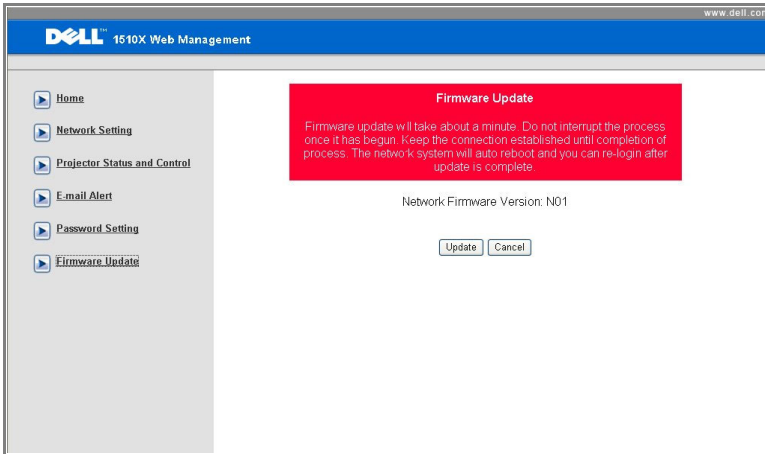 www.dell.com
DELL™ 1510X Web Management
Home
Network Setting
Projector Status and Control
E-mail Alert
Password Setting
Firmware Update
Firmware Update
Firmware update will take about a minute. Do not interrupt the process
once it has begun. Keep the connection established until completion of
process. The network system will auto reboot and you can re-login after
update is complete.
Network Firmware Version: N01
Update Cancel